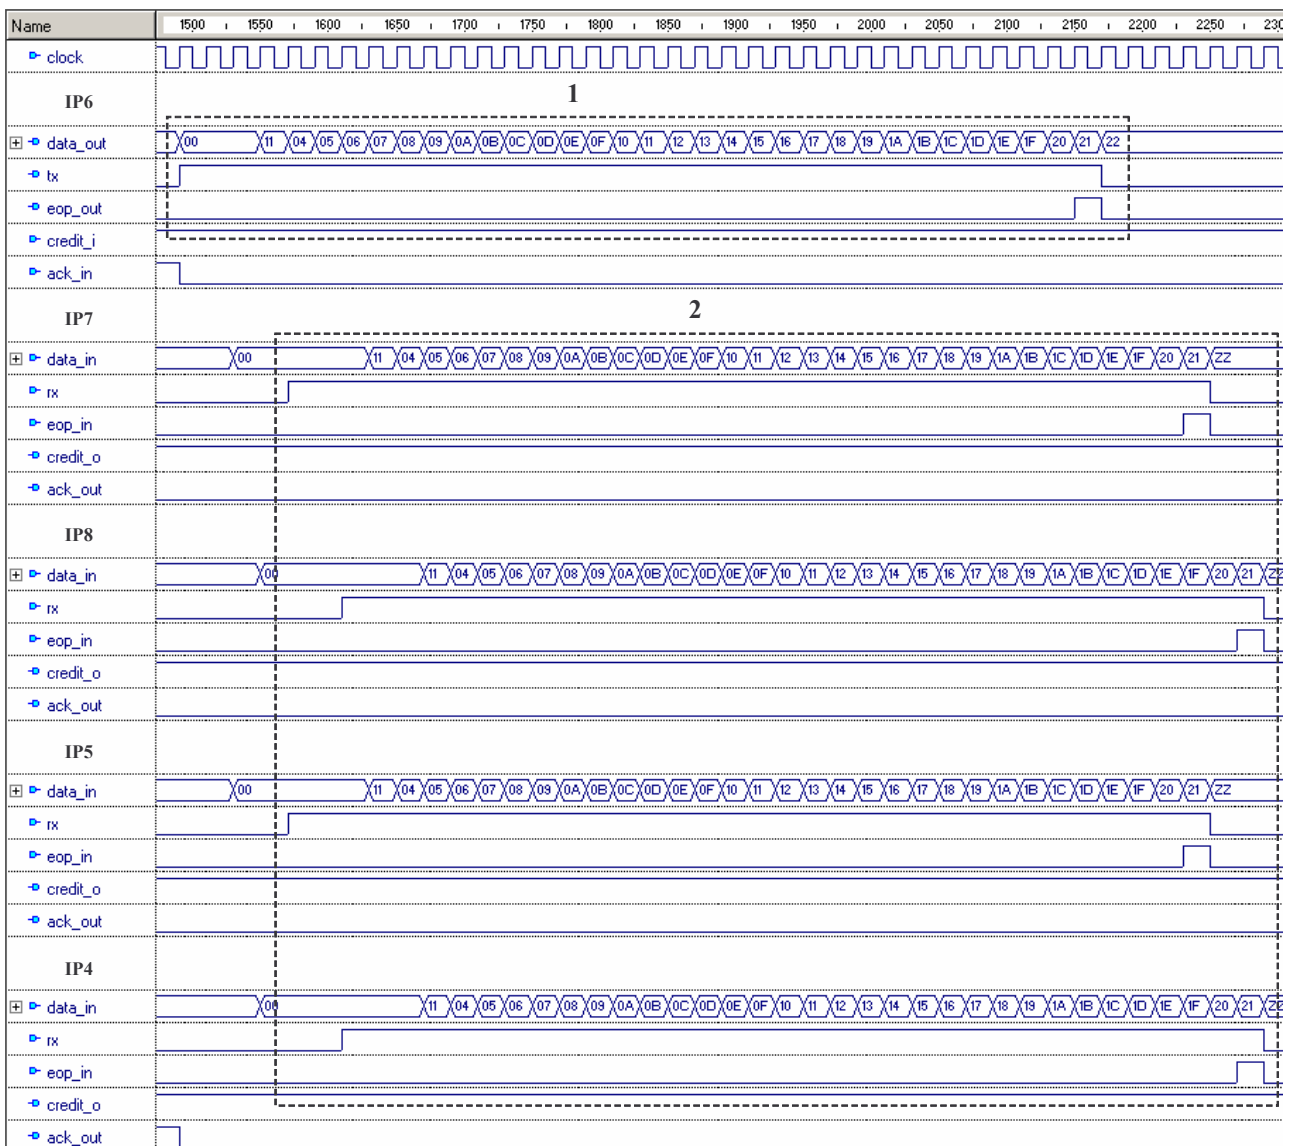 Name 1500 1550 1600 1650 1700 1750 1800 1850 1900 1950 2000 2050 2100 2150 2200 2250 230
clock
IP6 1
data_out 00 11 04 05 06 07 08 09 0A 0B 0C 0D 0E 0F 10 11 12 13 14 15 16 17 18 19 1A 1B 1C 1D 1E 1F 20 21 22
tx
eop_out
credit_i
ack_in
IP7 2
data_in 00 11 04 05 06 07 08 09 0A 0B 0C 0D 0E 0F 10 11 12 13 14 15 16 17 18 19 1A 1B 1C 1D 1E 1F 20 21 ZZ
rx
eop_in
credit_o
ack_out
IP8
data_in 00 11 04 05 06 07 08 09 0A 0B 0C 0D 0E 0F 10 11 12 13 14 15 16 17 18 19 1A 1B 1C 1D 1E 1F 20 21 ZZ
rx
eop_in
credit_o
ack_out
IP5
data_in 00 11 04 05 06 07 08 09 0A 0B 0C 0D 0E 0F 10 11 12 13 14 15 16 17 18 19 1A 1B 1C 1D 1E 1F 20 21 ZZ
rx
eop_in
credit_o
ack_out
IP4
data_in 00 11 04 05 06 07 08 09 0A 0B 0C 0D 0E 0F 10 11 12 13 14 15 16 17 18 19 1A 1B 1C 1D 1E 1F 20 21 ZZ
rx
eop_in
credit_o
ack_out